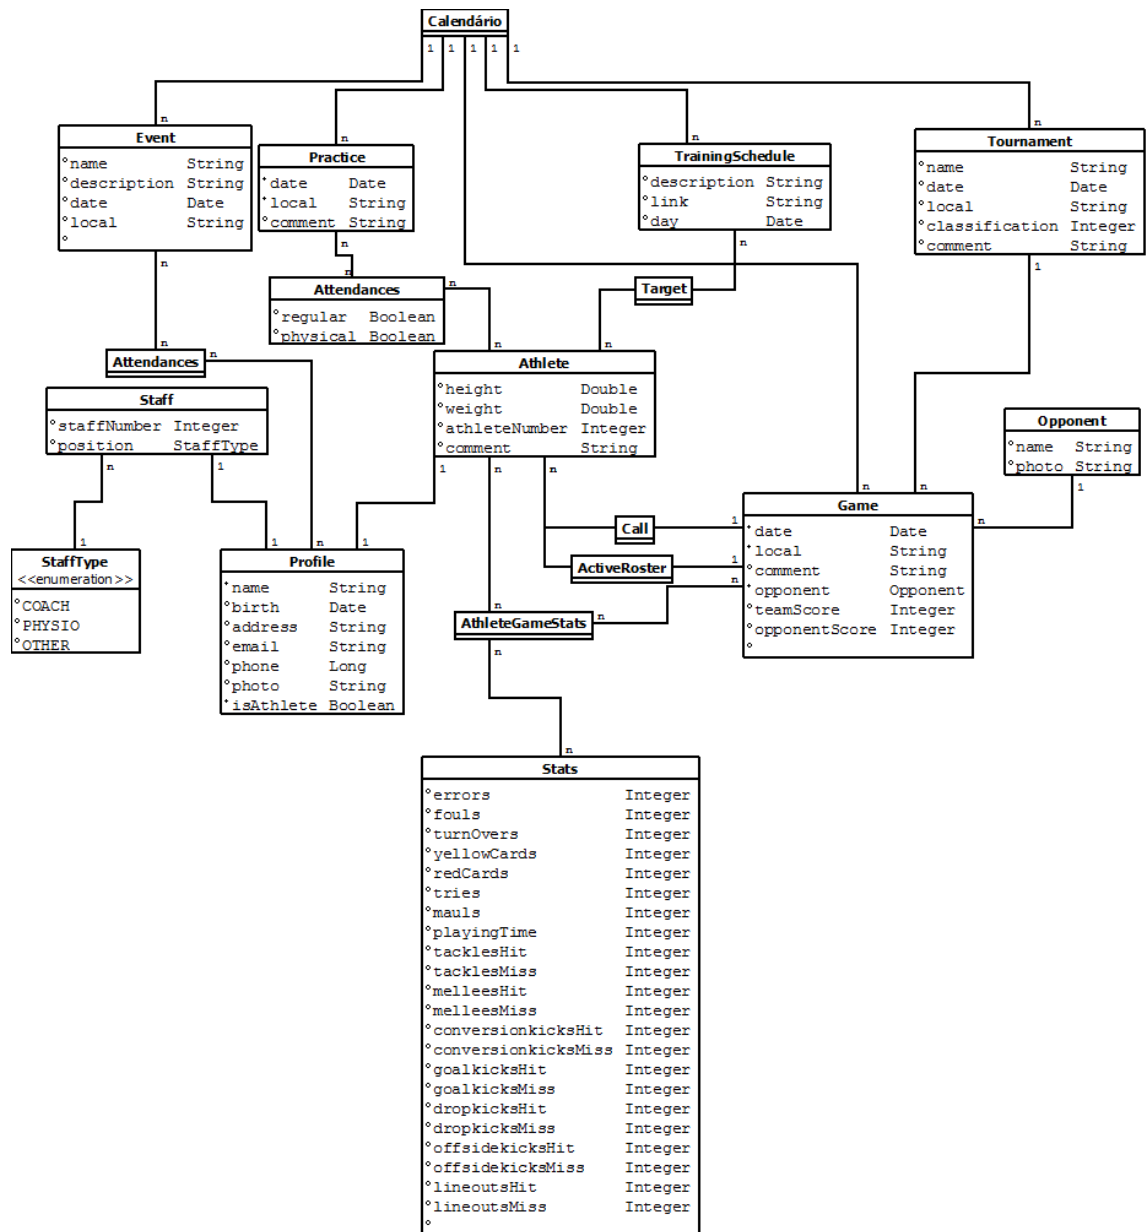 Calendário
1 1 1 1 1
n
n
n
n
Event
name String
description String
date Date
local String
Practice
date Date
local String
comment String
TrainingSchedule
description String
link String
day Date
Tournament
name String
date Date
local String
classification Integer
comment String
n
n
n
1
n
n
Attendances
regular Boolean
physical Boolean
Target
n
n
n
n
Attendances
Athlete
height Double
weight Double
athleteNumber Integer
comment String
Staff
staffNumber Integer
position StaffType
Opponent
name String
photo String
n
1
1
n
n
n
n
1
1
1
1
n
StaffType
<<enumeration>>
COACH
PHYSIO
OTHER
Profile
name String
birth Date
address String
email String
phone Long
photo String
isAthlete Boolean
Call
1
ActiveRoster
1
n
Game
date Date
local String
comment String
opponent Opponent
teamScore Integer
opponentScore Integer
n
n
AthleteGameStats
n
n
n
Stats
errors Integer
fouls Integer
turnOvers Integer
yellowCards Integer
redCards Integer
tries Integer
mauls Integer
playingTime Integer
tacklesHit Integer
tacklesMiss Integer
melleesHit Integer
melleesMiss Integer
conversionkicksHit Integer
conversionkicksMiss Integer
goalkicksHit Integer
goalkicksMiss Integer
dropkicksHit Integer
dropkicksMiss Integer
offsidekicksHit Integer
offsidekicksMiss Integer
lineoutsHit Integer
lineoutsMiss Integer